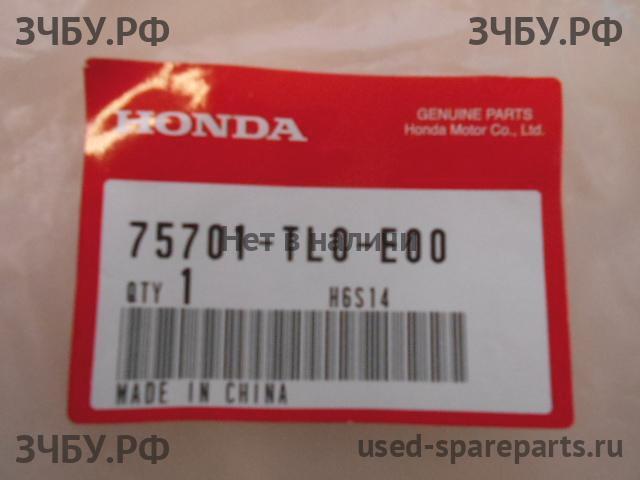 ЗЧБУ.РФ ЗЧБУ.РФ
HONDA
GENUINE PARTS
Honda Motor Co., Ltd.
75701-TL0-E00
Нет в наличии
QTY 1 H6S14
MADE IN CHINA
ЗЧБУ.РФ used-spareparts.ru